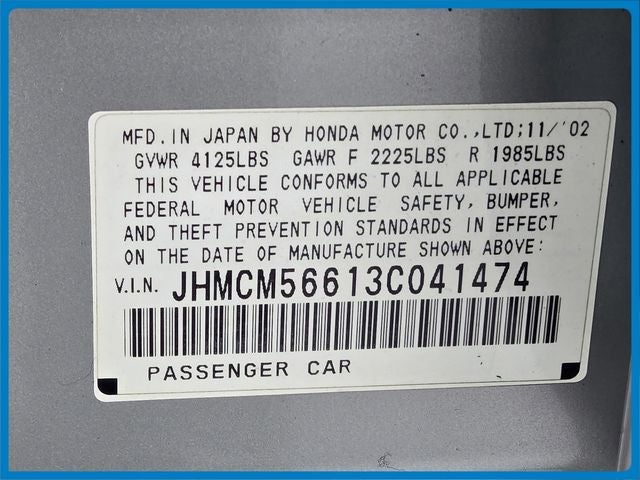 MFD. IN JAPAN BY HONDA MOTOR CO.,LTD;11/'02
GVWR 4125LBS GAWR F 2225LBS R 1985LBS
THIS VEHICLE CONFORMS TO ALL APPLICABLE
FEDERAL MOTOR VEHICLE SAFETY, BUMPER,
AND THEFT PREVENTION STANDARDS IN EFFECT
ON THE DATE OF MANUFACTURE SHOWN ABOVE:
V.I.N. JHMCM56613C041474
PASSENGER CAR